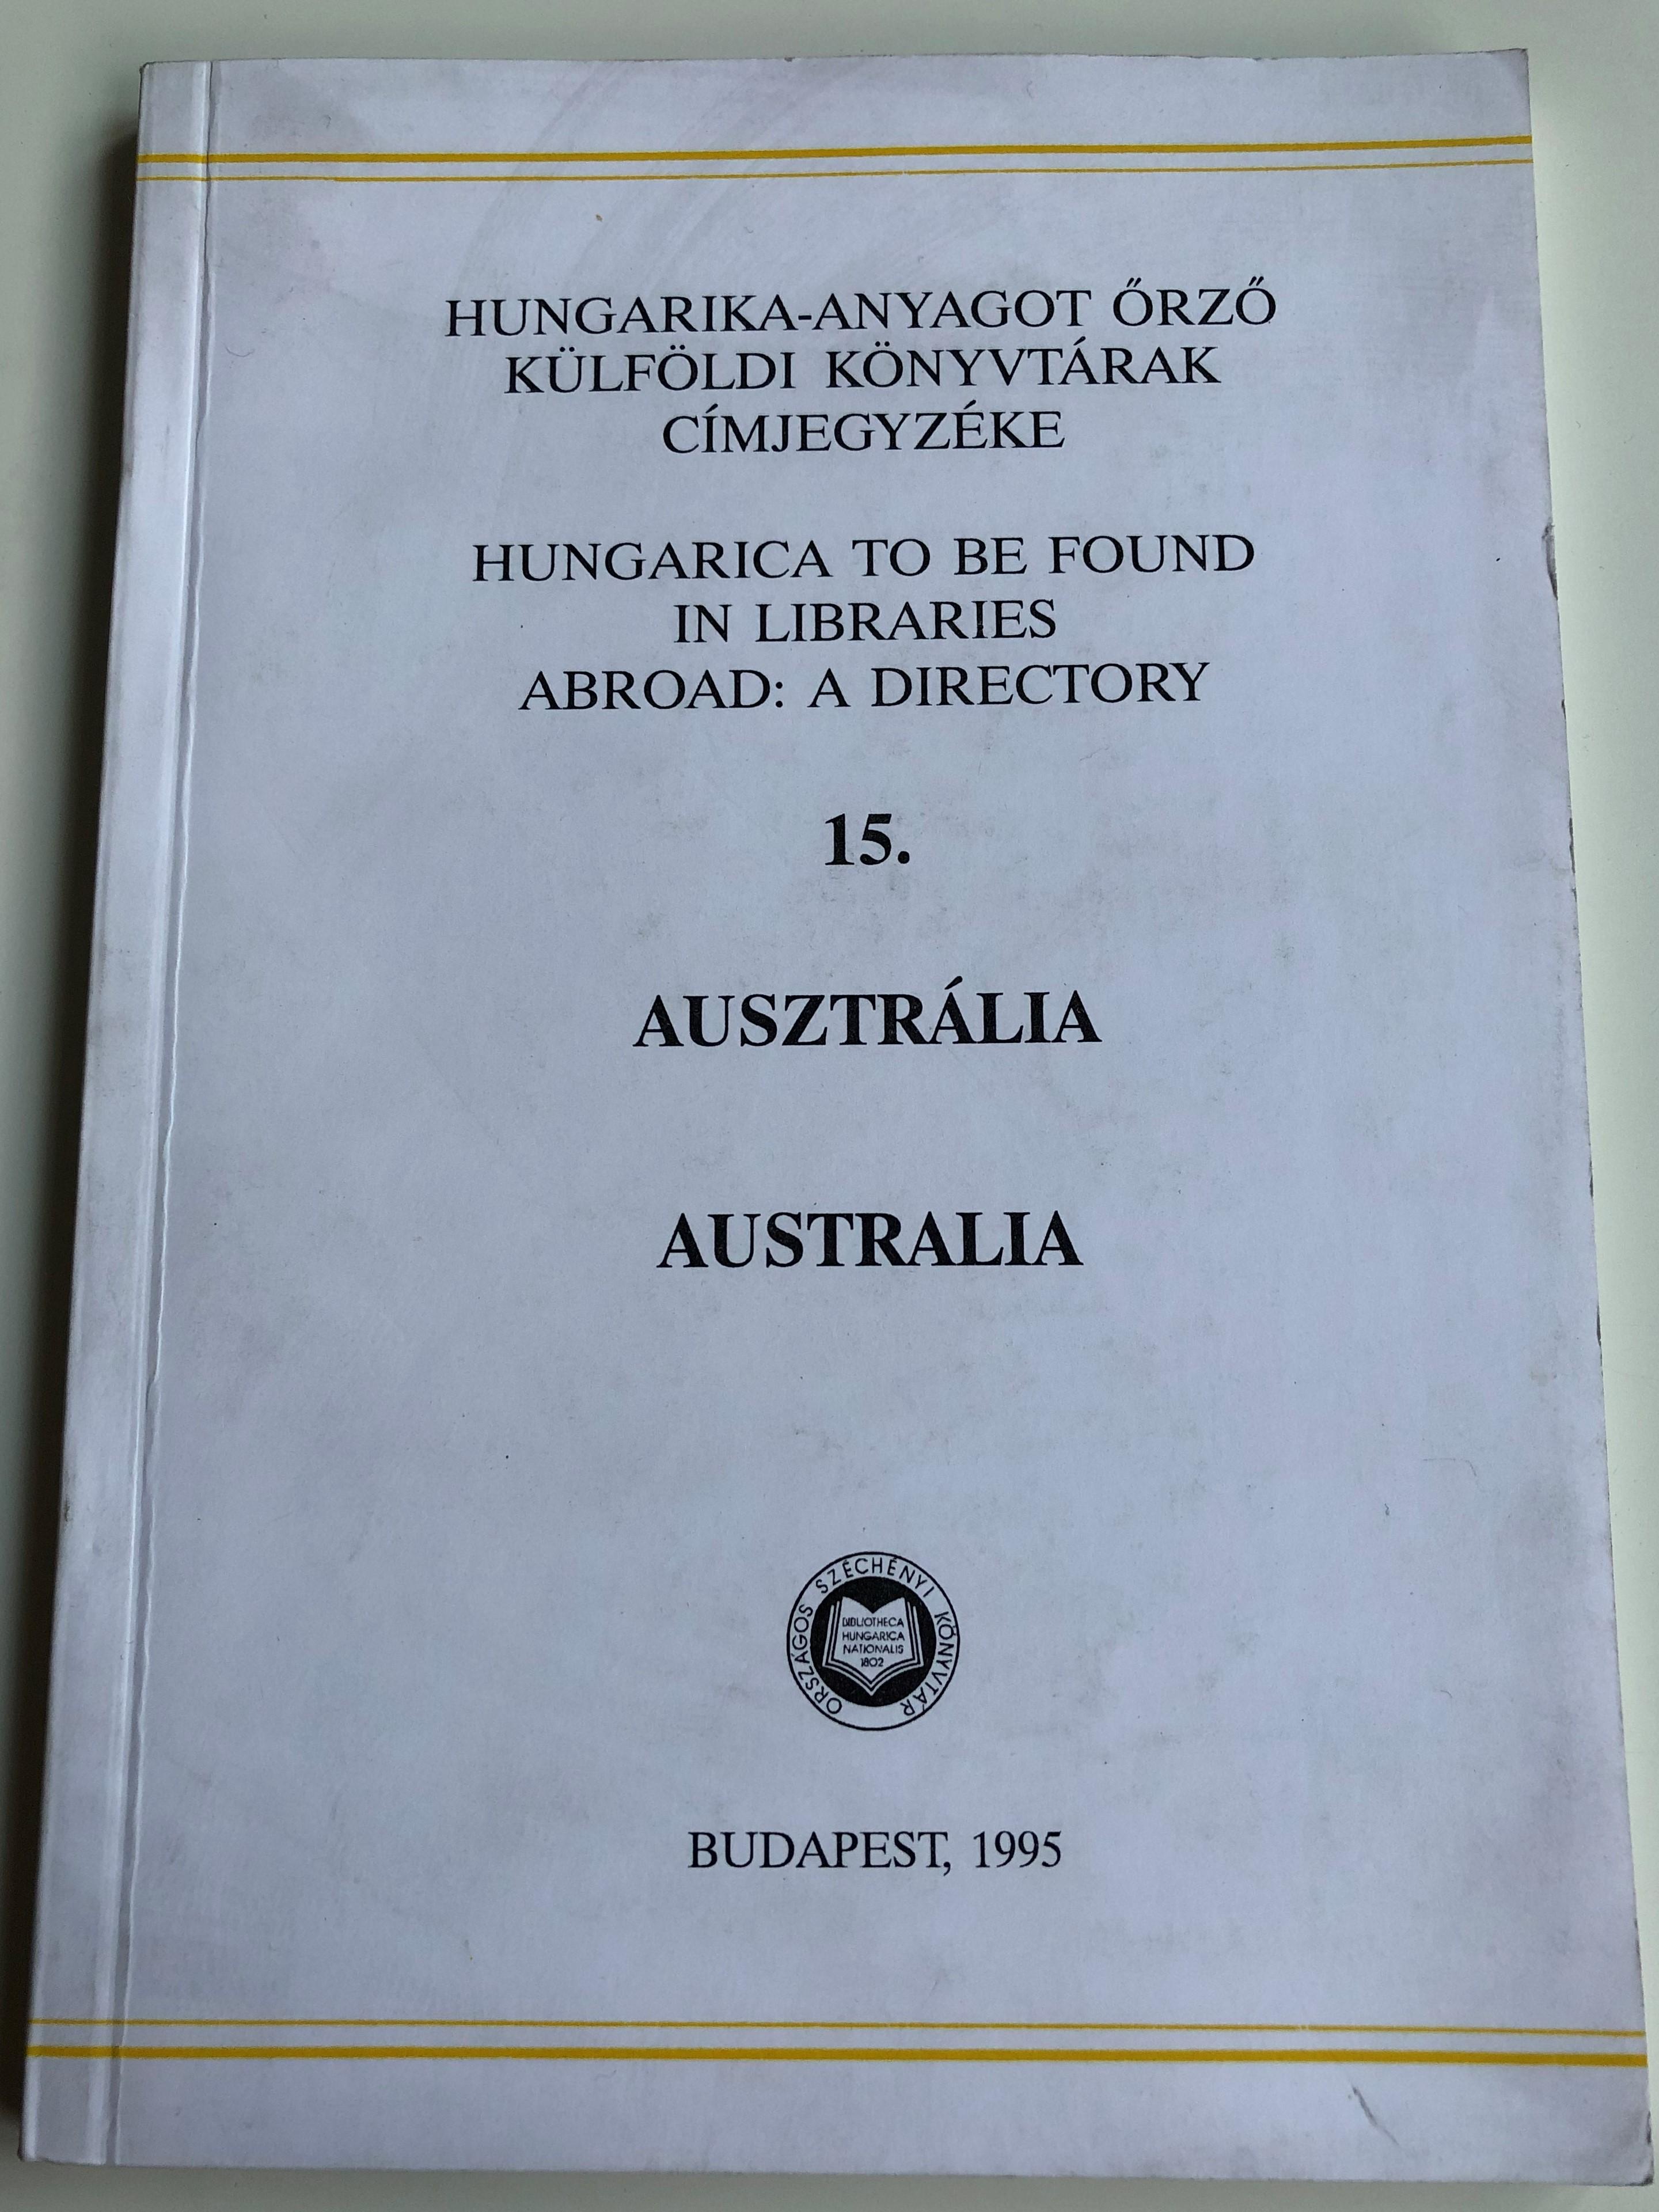 HUNGARIKA-ANYAGOT ŐRZŐ
KÜLFÖLDI KÖNYVTÁRAK
CÍMJEGYZÉKE
HUNGARICA TO BE FOUND
IN LIBRARIES
ABROAD: A DIRECTORY
15.
AUSZTRÁLIA
AUSTRALIA
ORSZÁGOS SZÉCHÉNYI KÖNYVTÁR
BIBLIOTHECA
HUNGARICA
NATIONALIS
1802
BUDAPEST, 1995